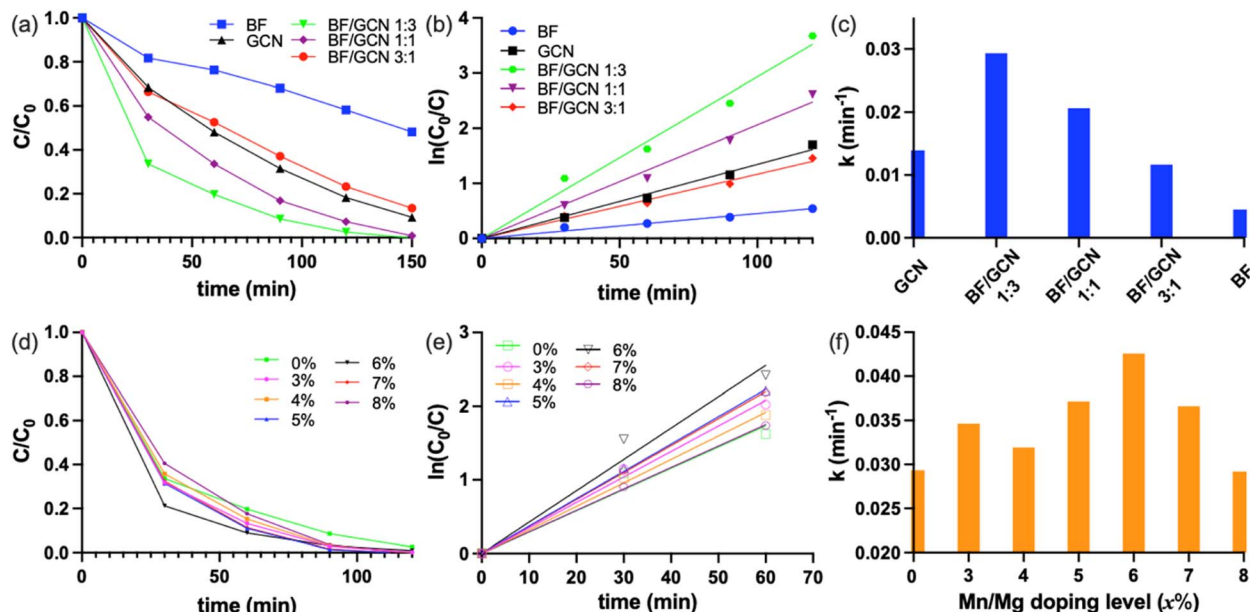 (a)
C/C0
1.0
0.8
0.6
0.4
0.2
0.0
BF
GCN
BF/GCN 1:3
BF/GCN 1:1
BF/GCN 3:1
0 50 100 150
time (min)
(b)
ln(C0/C)
4
3
2
1
0
BF
GCN
BF/GCN 1:3
BF/GCN 1:1
BF/GCN 3:1
0 50 100
time (min)
(c)
k (min-1)
0.03
0.02
0.01
0.00
GCN
BF/GCN
1:3
BF/GCN
1:1
BF/GCN
3:1
BF
(d)
C/C0
1.0
0.8
0.6
0.4
0.2
0.0
0%
3%
4%
5%
6%
7%
8%
0 50 100
time (min)
(e)
ln(C0/C)
3
2
1
0
0%
3%
4%
5%
6%
7%
8%
0 10 20 30 40 50 60 70
time (min)
(f)
k (min-1)
0.045
0.040
0.035
0.030
0.025
0.020
0 3 4 5 6 7 8
Mn/Mg doping level (x%)